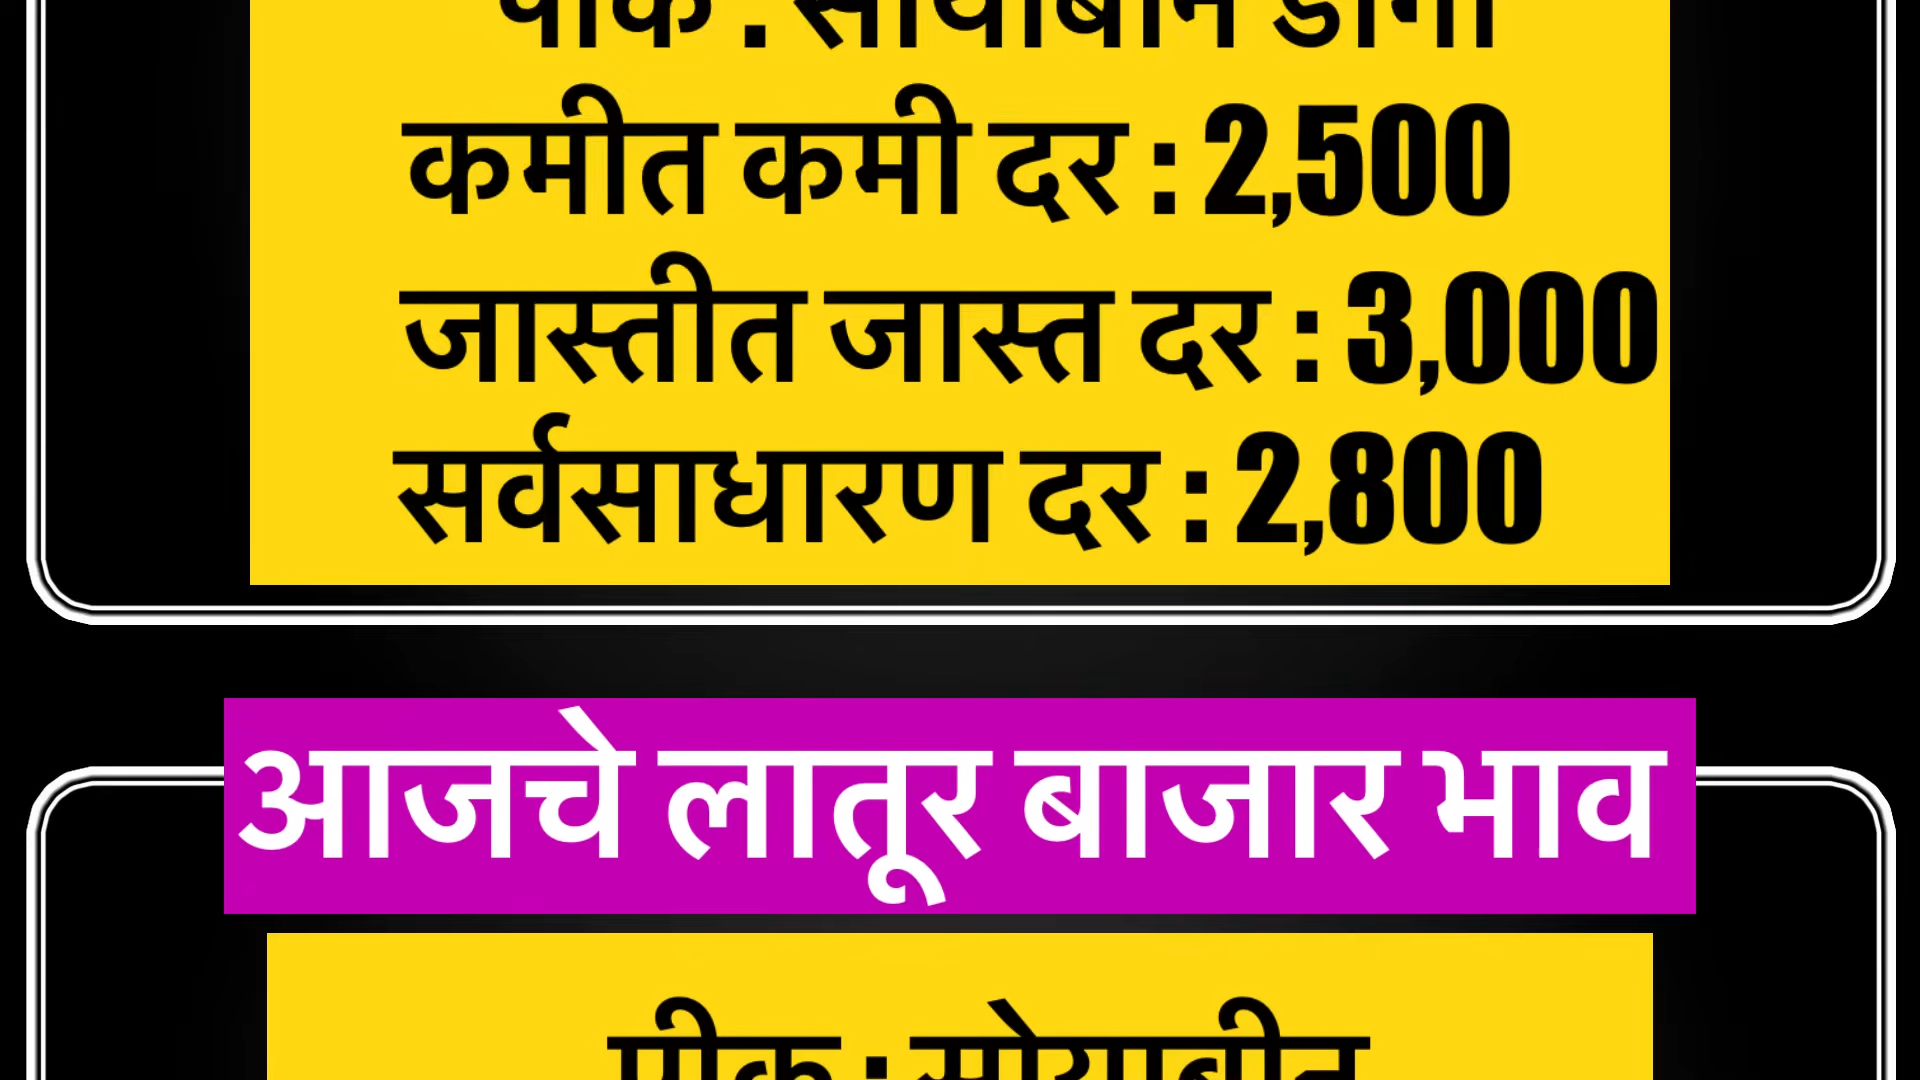 पीक : सोयाबीन डागी
कमीत कमी दर : 2,500
जास्तीत जास्त दर : 3,000
सर्वसाधारण दर : 2,800
आजचे लातूर बाजार भाव
पीक : सोयाबीन